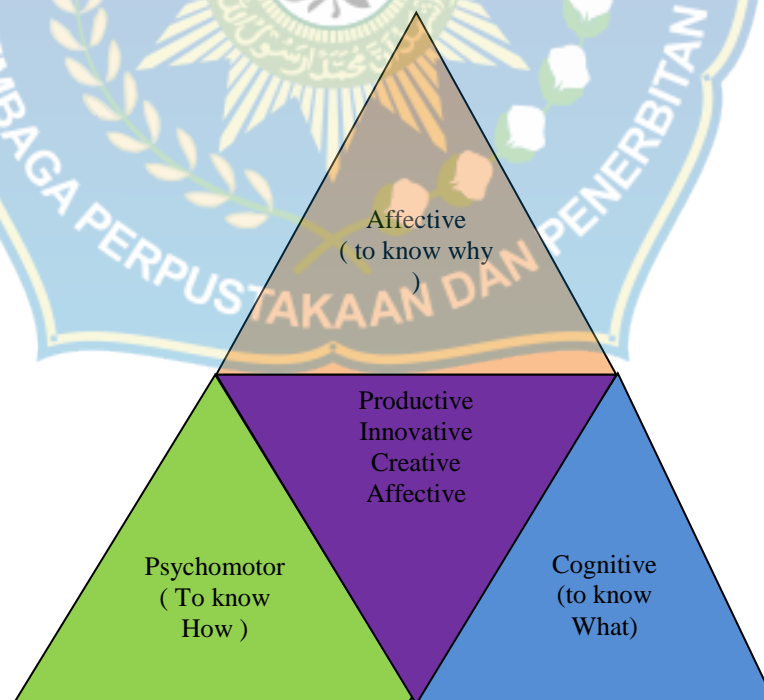 Affective
( to know why
)
LEMBAGA PERPUSTAKAAN DAN PENERBITAN
Productive
Innovative
Creative
Affective
Psychomotor
( To know
How )
Cognitive
(to know
What)